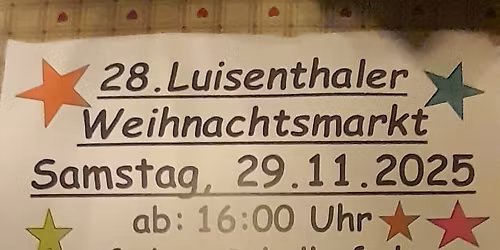 28.Luisenthaler
Weihnachtsmarkt
Samstag, 29.11.2025
ab: 16:00 Uhr